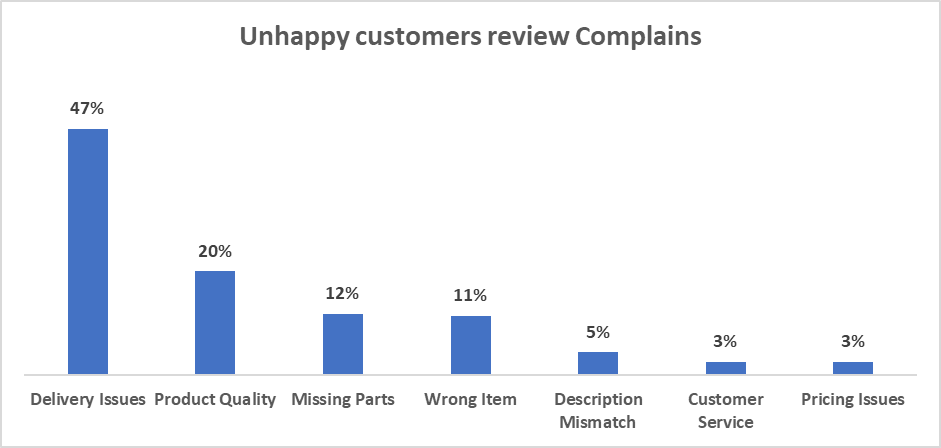 Unhappy customers review Complains
47%
20%
12%
11%
5%
3%
3%
Delivery Issues
Product Quality
Missing Parts
Wrong Item
Description
Mismatch
Customer
Service
Pricing Issues